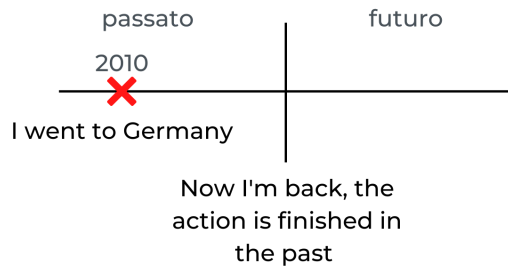 passato
futuro
2010
I went to Germany
Now I'm back, the
action is finished in
the past